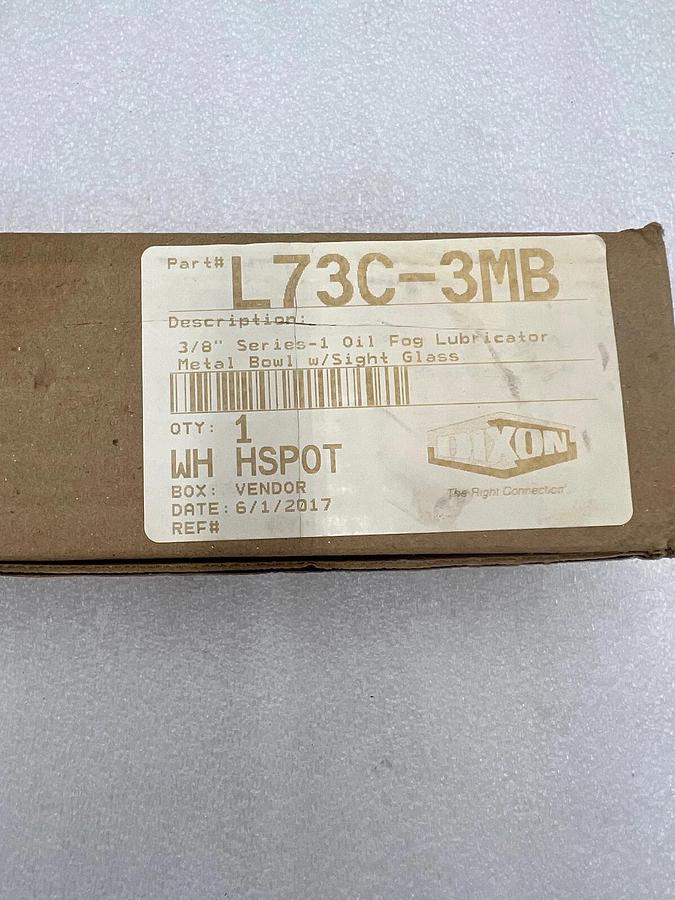 Part# L73C-3MB
Description:
3/8" Series-1 Oil Fog Lubricator
Metal Bowl w/Sight Glass
QTY: 1
WH HSPOT
BOX: VENDOR
DATE: 6/1/2017
REF#
DIXON
The Right Connection